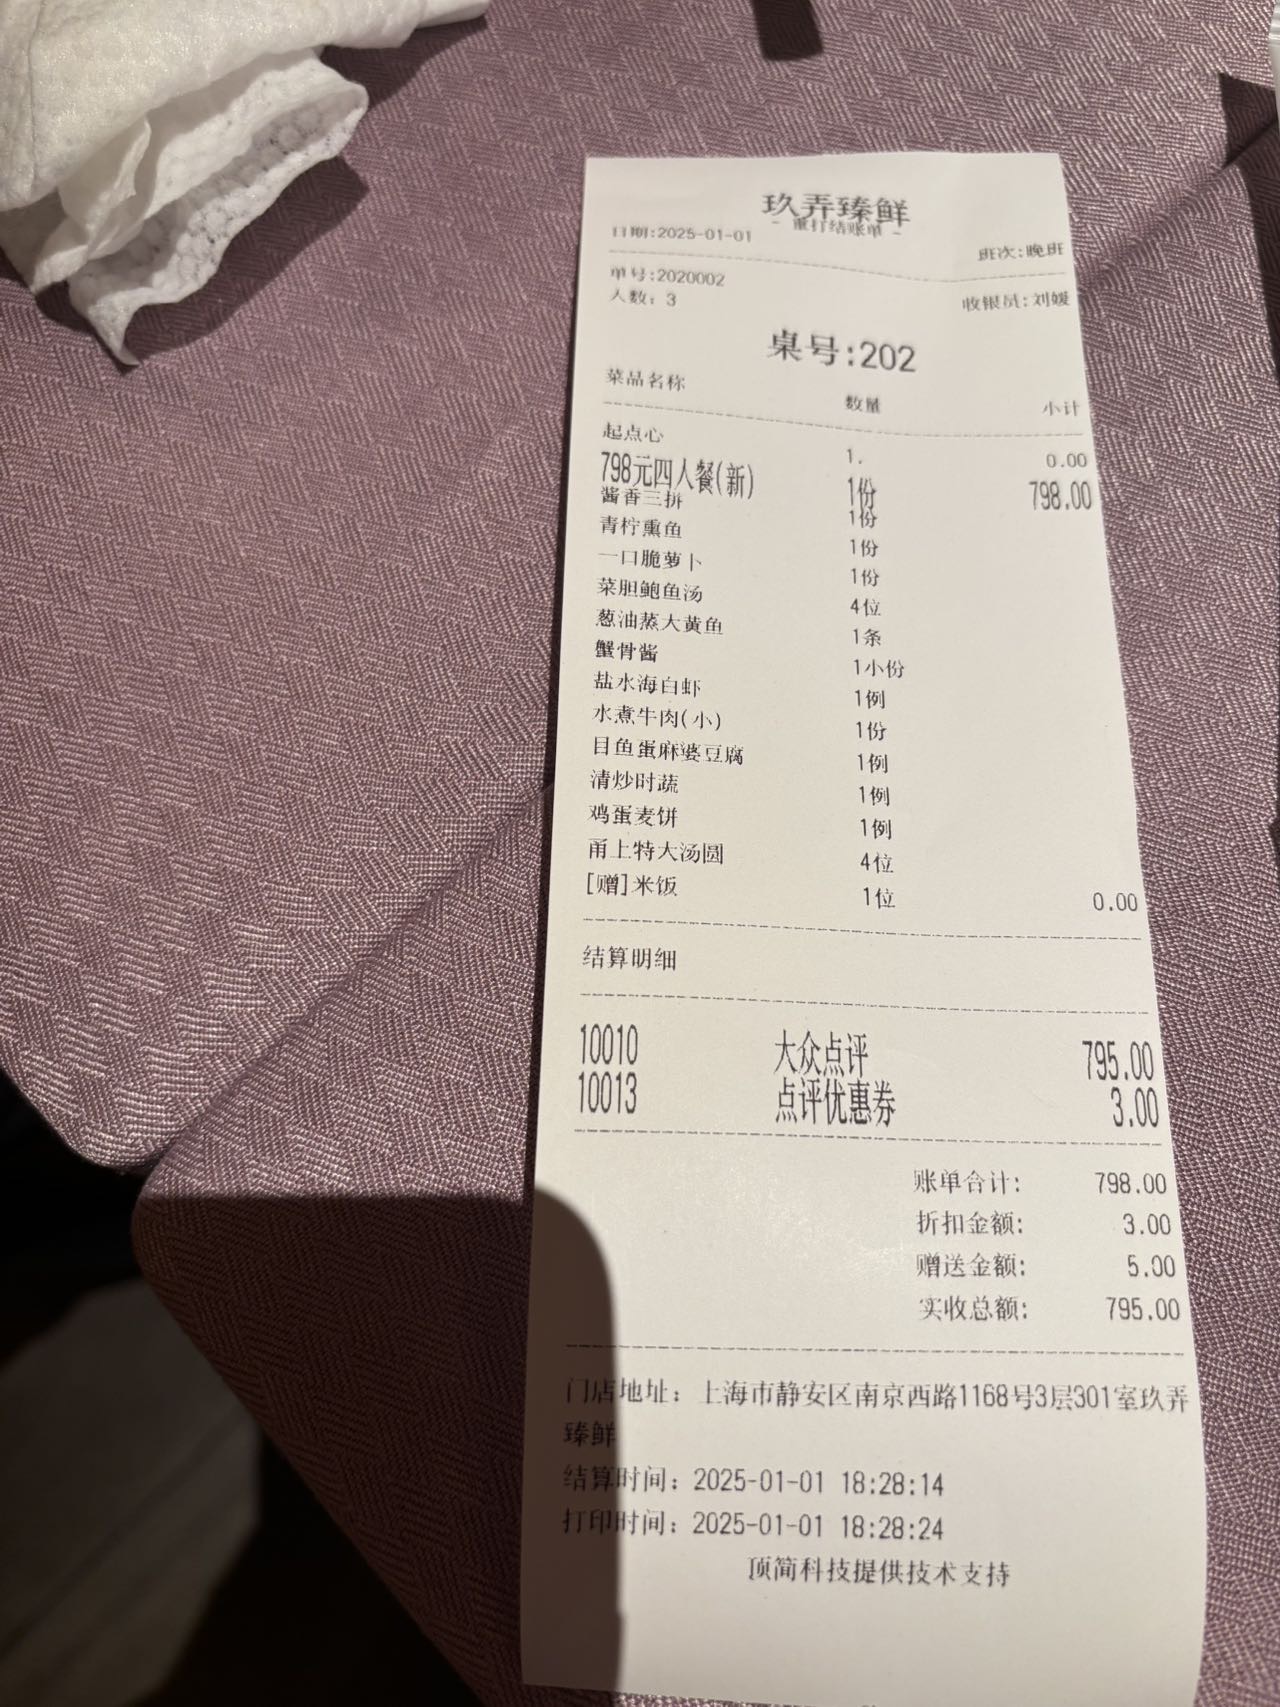 玖弄臻鲜
- 重打结账单 -
日期:2025-01-01 班次:晚班
单号:2020002
人数: 3 收银员:刘媛
桌号:202
菜品名称 数量 小计
起点心 1. 0.00
798元四人餐(新) 1份 798.00
酱香三拼 1份
青柠熏鱼 1份
一口脆萝卜 1份
菜胆鲍鱼汤 4位
葱油蒸大黄鱼 1条
蟹骨酱 1小份
盐水海白虾 1例
水煮牛肉(小) 1份
目鱼蛋麻婆豆腐 1例
清炒时蔬 1例
鸡蛋麦饼 1例
甬上特大汤圆 4位
[赠]米饭 1位 0.00
结算明细
10010 大众点评 795.00
10013 点评优惠券 3.00
账单合计: 798.00
折扣金额: 3.00
赠送金额: 5.00
实收总额: 795.00
门店地址: 上海市静安区南京西路1168号3层301室玖弄
臻鲜
结算时间: 2025-01-01 18:28:14
打印时间: 2025-01-01 18:28:24
顶简科技提供技术支持